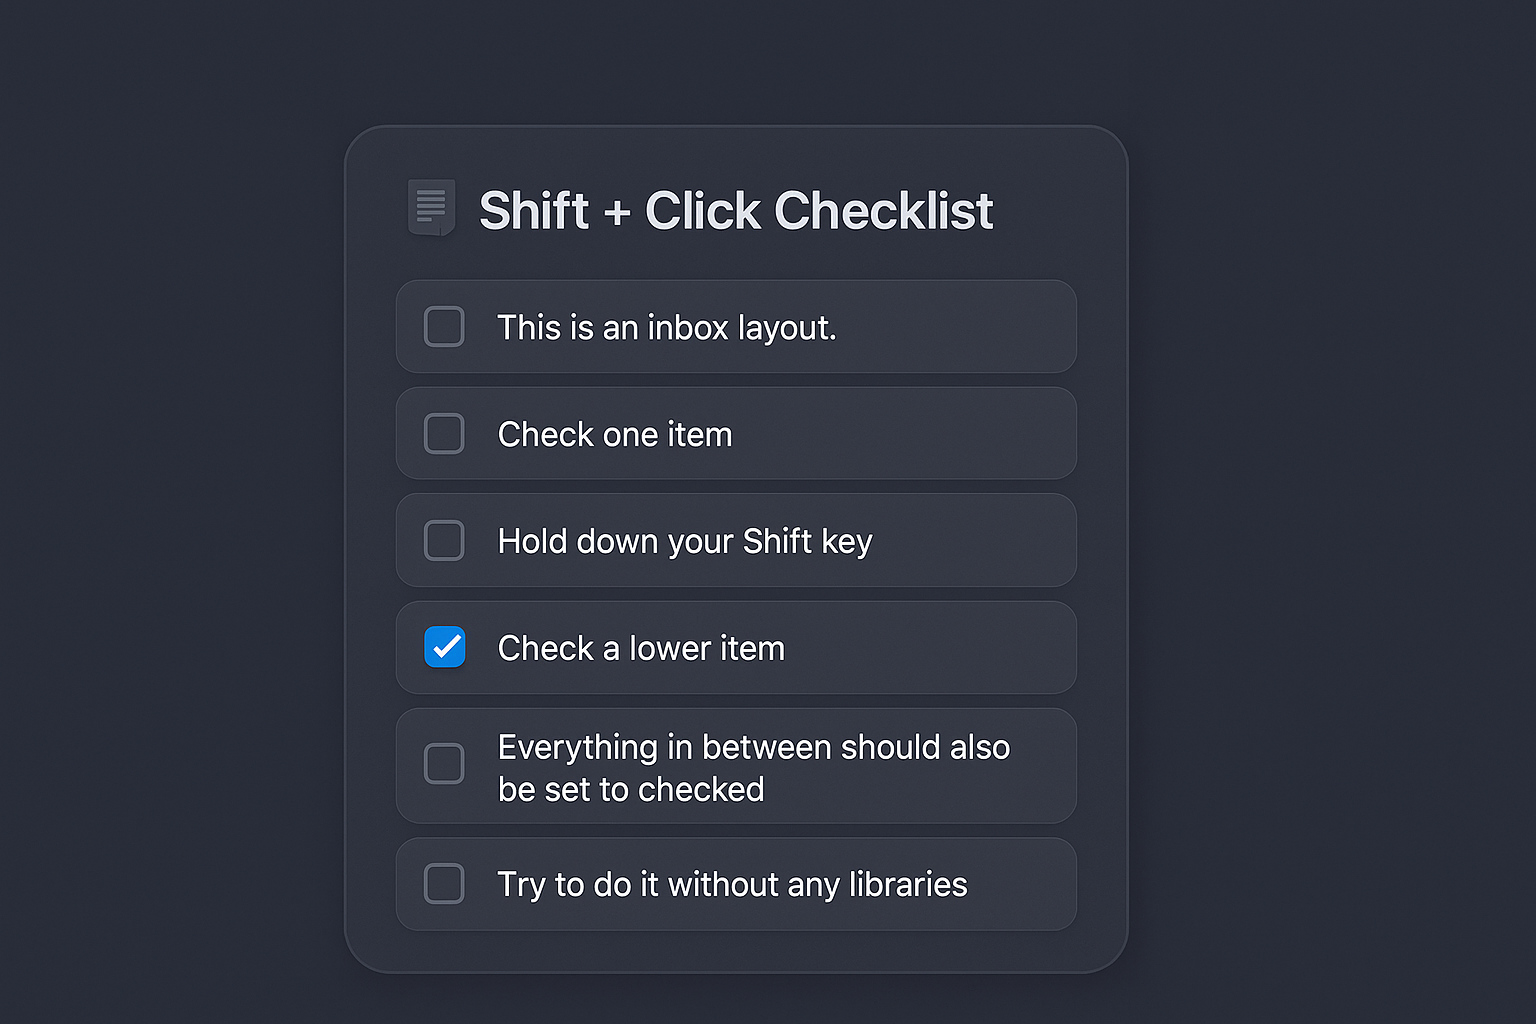 Shift + Click Checklist
This is an inbox layout.
Check one item
Hold down your Shift key
Check a lower item
Everything in between should also
be set to checked
Try to do it without any libraries